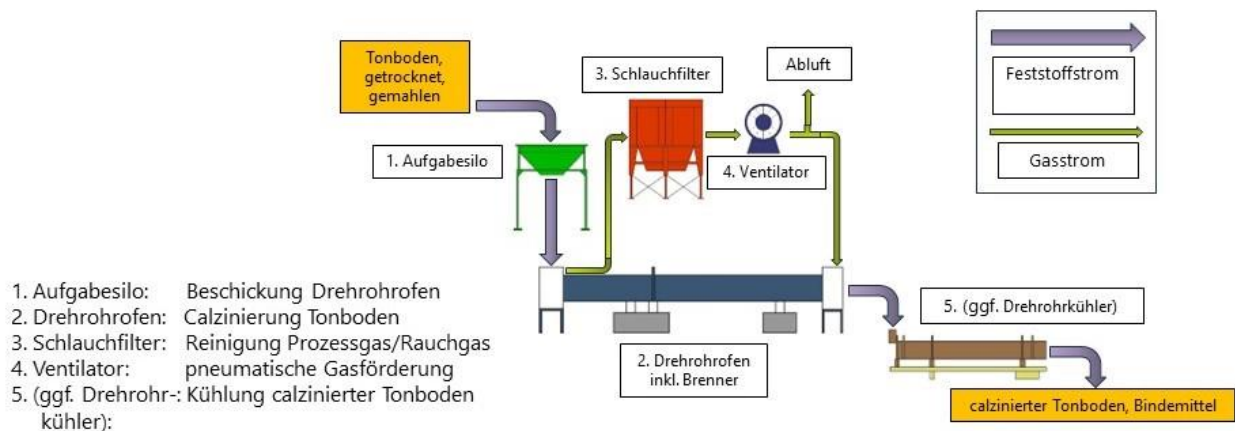 Tonboden,
getrocknet,
gemahlen
3. Schlauchfilter
Abluft
Feststoffstrom
Gasstrom
1. Aufgabesilo
4. Ventilator
5. (ggf. Drehrohrkühler)
2. Drehrohrofen
inkl. Brenner
calzinierter Tonboden, Bindemittel
1. Aufgabesilo: Beschickung Drehrohrofen
2. Drehrohrofen: Calzinierung Tonboden
3. Schlauchfilter: Reinigung Prozessgas/Rauchgas
4. Ventilator: pneumatische Gasförderung
5. (ggf. Drehrohr-: Kühlung calzinierter Tonboden
kühler):